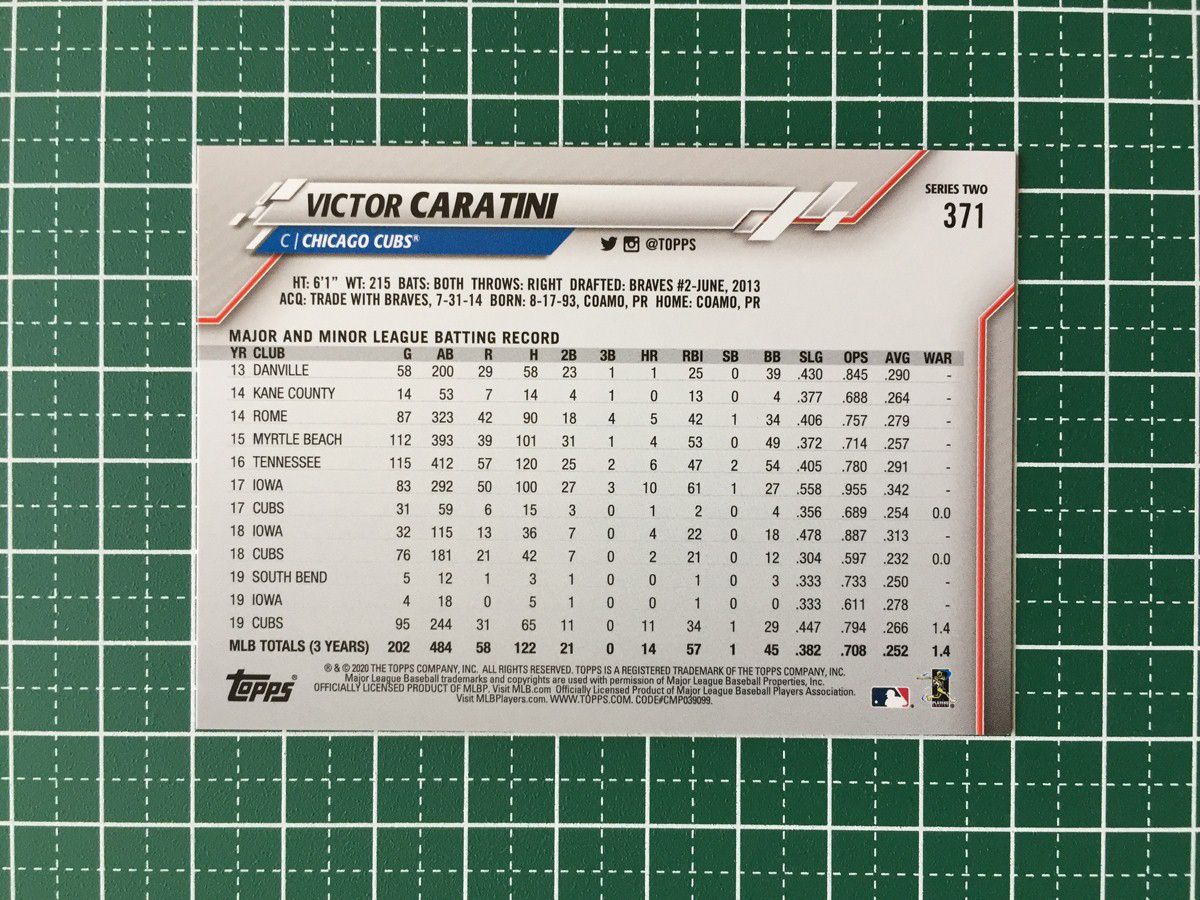 VICTOR CARATINI
SERIES TWO
371
C | CHICAGO CUBS®
@TOPPS
HT: 6'1" WT: 215 BATS: BOTH THROWS: RIGHT DRAFTED: BRAVES #2-JUNE, 2013
ACQ: TRADE WITH BRAVES, 7-31-14 BORN: 8-17-93, COAMO, PR HOME: COAMO, PR
MAJOR AND MINOR LEAGUE BATTING RECORD
YR CLUB G AB R H 2B 3B HR RBI SB BB SLG OPS AVG WAR
13 DANVILLE 58 200 29 58 23 1 1 25 0 39 .430 .845 .290 -
14 KANE COUNTY 14 53 7 14 4 1 0 13 0 4 .377 .688 .264 -
14 ROME 87 323 42 90 18 4 5 42 1 34 .406 .757 .279 -
15 MYRTLE BEACH 112 393 39 101 31 1 4 53 0 49 .372 .714 .257 -
16 TENNESSEE 115 412 57 120 25 2 6 47 2 54 .405 .780 .291 -
17 IOWA 83 292 50 100 27 3 10 61 1 27 .558 .955 .342 -
17 CUBS 31 59 6 15 3 0 1 2 0 4 .356 .689 .254 0.0
18 IOWA 32 115 13 36 7 0 4 22 0 18 .478 .887 .313 -
18 CUBS 76 181 21 42 7 0 2 21 0 12 .304 .597 .232 0.0
19 SOUTH BEND 5 12 1 3 1 0 0 1 0 3 .333 .733 .250 -
19 IOWA 4 18 0 5 1 0 0 1 0 0 .333 .611 .278 -
19 CUBS 95 244 31 65 11 0 11 34 1 29 .447 .794 .266 1.4
MLB TOTALS (3 YEARS) 202 484 58 122 21 0 14 57 1 45 .382 .708 .252 1.4
Topps®
® & © 2020 THE TOPPS COMPANY, INC. ALL RIGHTS RESERVED. TOPPS IS A REGISTERED TRADEMARK OF THE TOPPS COMPANY, INC.
Major League Baseball trademarks and copyrights are used with permission of Major League Baseball Properties, Inc.
OFFICIALLY LICENSED PRODUCT OF MLBP. Visit MLB.com Officially Licensed Product of Major League Baseball Players Association.
Visit MLBPlayers.com. WWW.TOPPS.COM. CODE#CMP039099.
PLAYERS